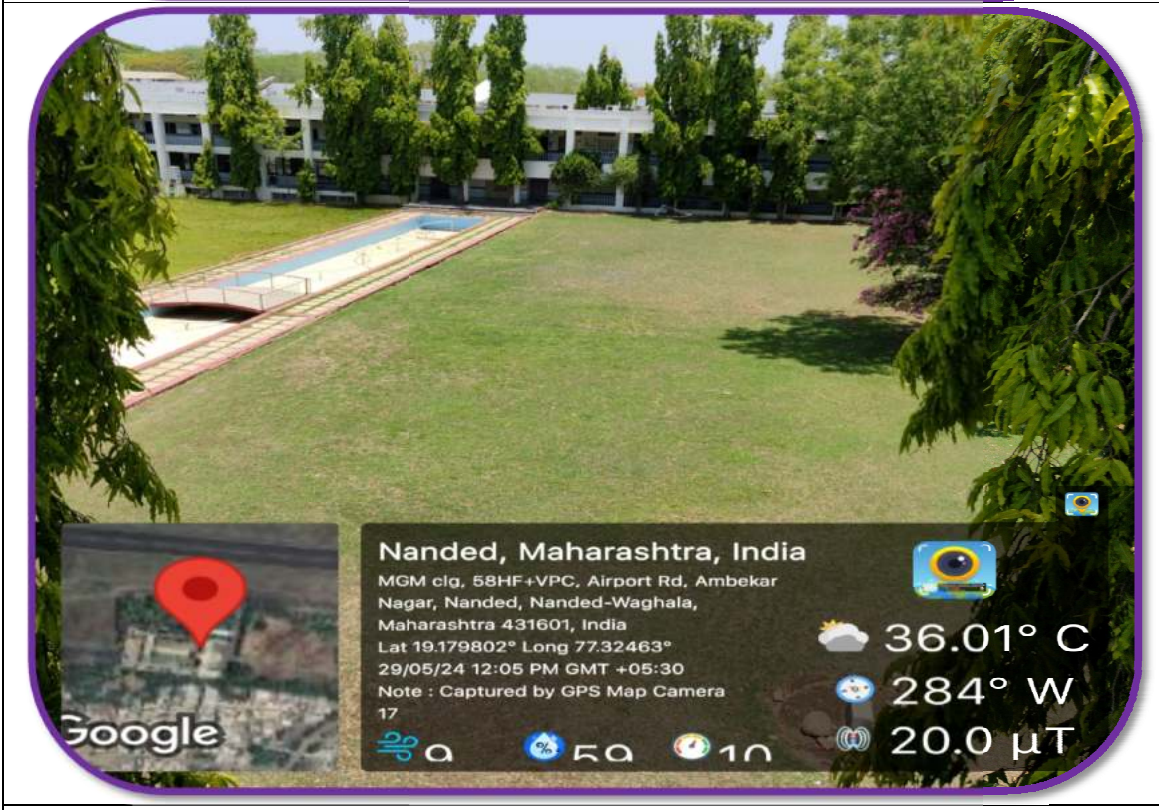 Nanded, Maharashtra, India
MGM clg, 58HF+VPC, Airport Rd, Ambekar
Nagar, Nanded, Nanded-Waghala,
Maharashtra 431601, India
Lat 19.179802° Long 77.32463°
29/05/24 12:05 PM GMT +05:30
Note : Captured by GPS Map Camera
17
36.01° C
284° W
20.0 µT
Google